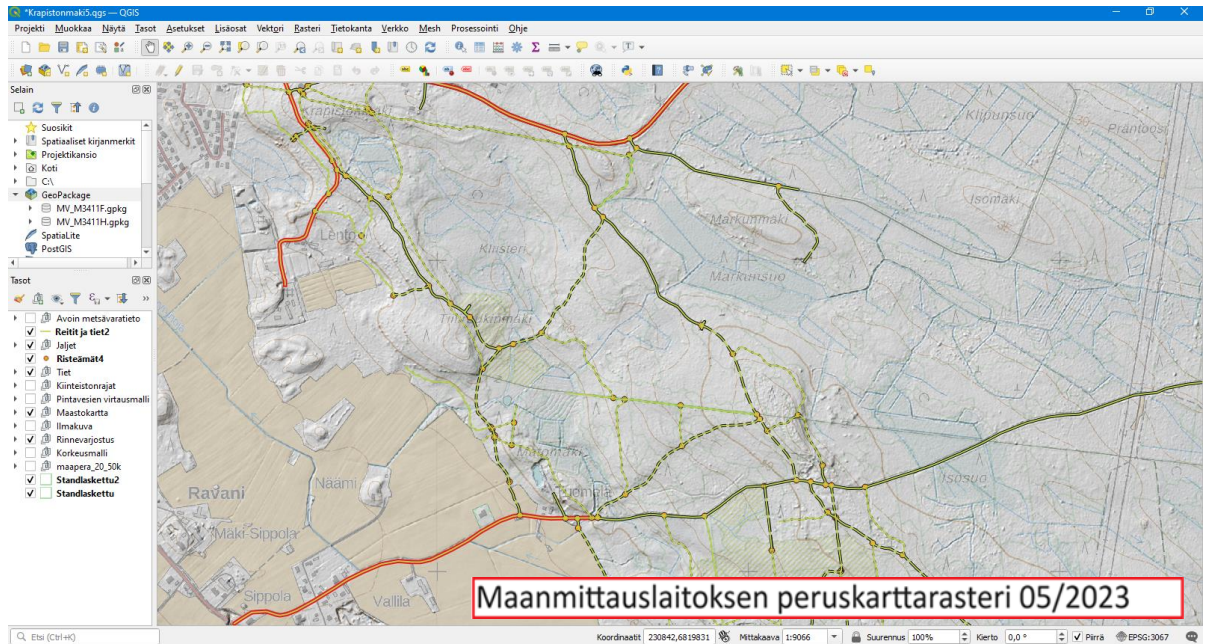 *Krapistonmaki5.qgs — QGIS
Projekti Muokkaa Näytä Tasot Asetukset Lisäosat Vektori Rasteri Tietokanta Verkko Mesh Prosessointi Ohje
Selain
Suosikit
Spatiaaliset kirjanmerkit
Projektikansio
Koti
C:\
GeoPackage
MV_M3411F.gpkg
MV_M3411H.gpkg
SpatiaLite
PostGIS
Tasot
Avoin metsävaratieto
Reitit ja tiet2
Jaljet
Risteämät4
Tiet
Kiinteistonrajat
Pintavesien virtausmalli
Maastokartta
Ilmakuva
Rinnevarjostus
Korkeusmalli
maapera_20_50k
Standlaskettu2
Standlaskettu
Klipunsuo
Präntöösi
Isomäki
Markunmäki
Lento
Kliisteri
Markunsuo
Isosuo
Ravani
Näämi
Mäki-Sippola
Sippola
Vallila
Maanmittauslaitoksen peruskarttarasteri 05/2023
Etsi (Ctrl+K)
Koordinaatit 230842,6819831 Mittakaava 1:9066 Suurennus 100% Kierto 0,0 ° Piirrä EPSG:3067